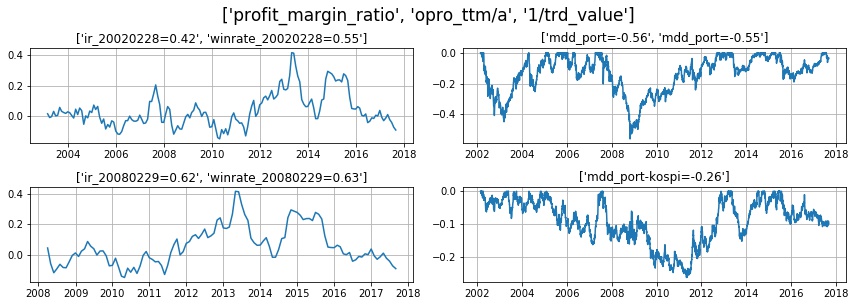 ['profit_margin_ratio', 'opro_ttm/a', '1/trd_value']
['ir_20020228=0.42', 'winrate_20020228=0.55']
0.4
0.2
0.0
2004 2006 2008 2010 2012 2014 2016 2018
['mdd_port=-0.56', 'mdd_port=-0.55']
0.0
−0.2
−0.4
2002 2004 2006 2008 2010 2012 2014 2016 2018
['ir_20080229=0.62', 'winrate_20080229=0.63']
0.4
0.2
0.0
2008 2009 2010 2011 2012 2013 2014 2015 2016 2017 2018
['mdd_port-kospi=-0.26']
0.0
−0.1
−0.2
2002 2004 2006 2008 2010 2012 2014 2016 2018